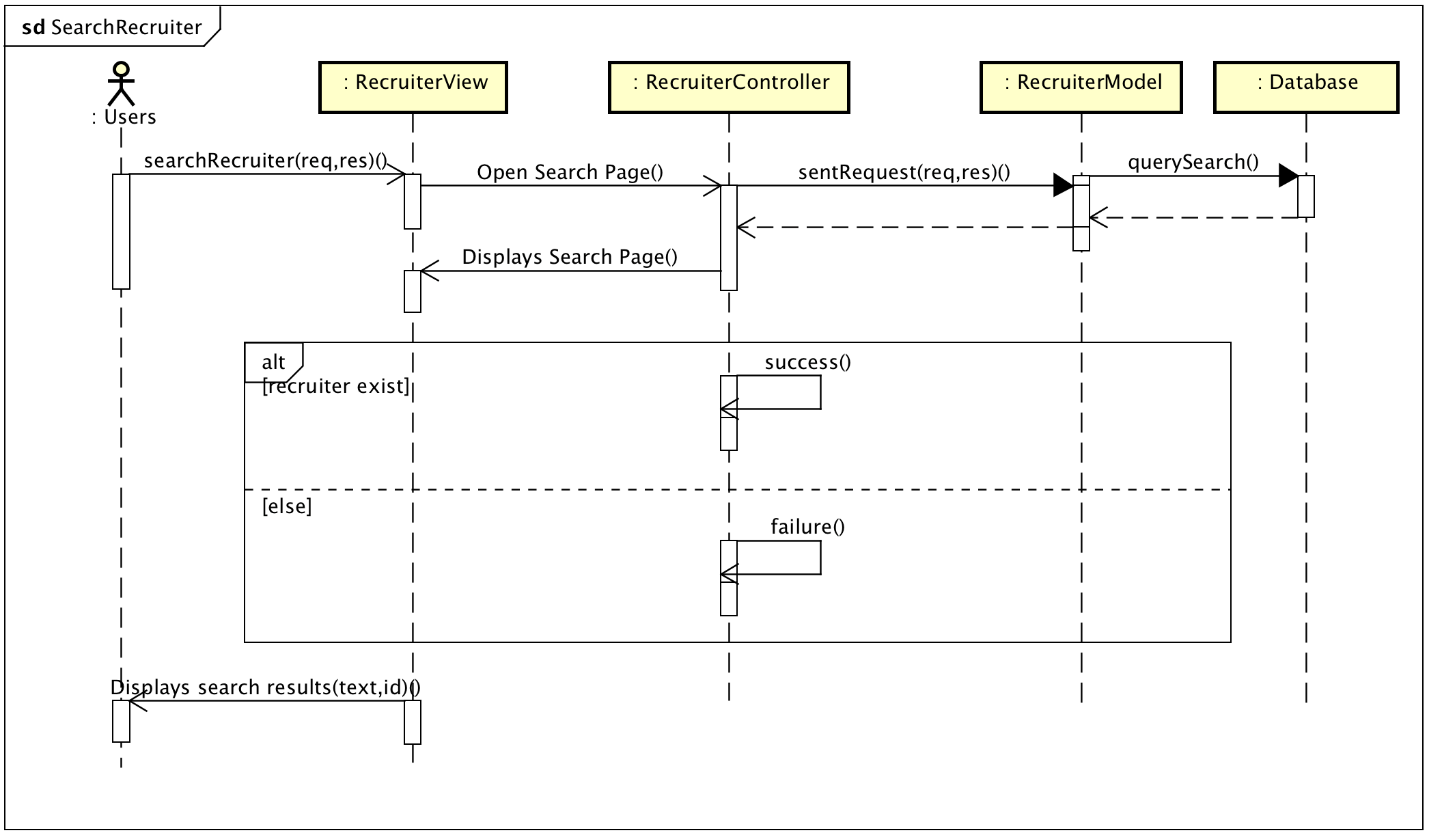 sd SearchRecruiter
: Users
: RecruiterView
: RecruiterController
: RecruiterModel
: Database
searchRecruiter(req,res)()
Open Search Page()
sentRequest(req,res)()
querySearch()
Displays Search Page()
alt
[recruiter exist]
success()
[else]
failure()
Displays search results(text,id)()